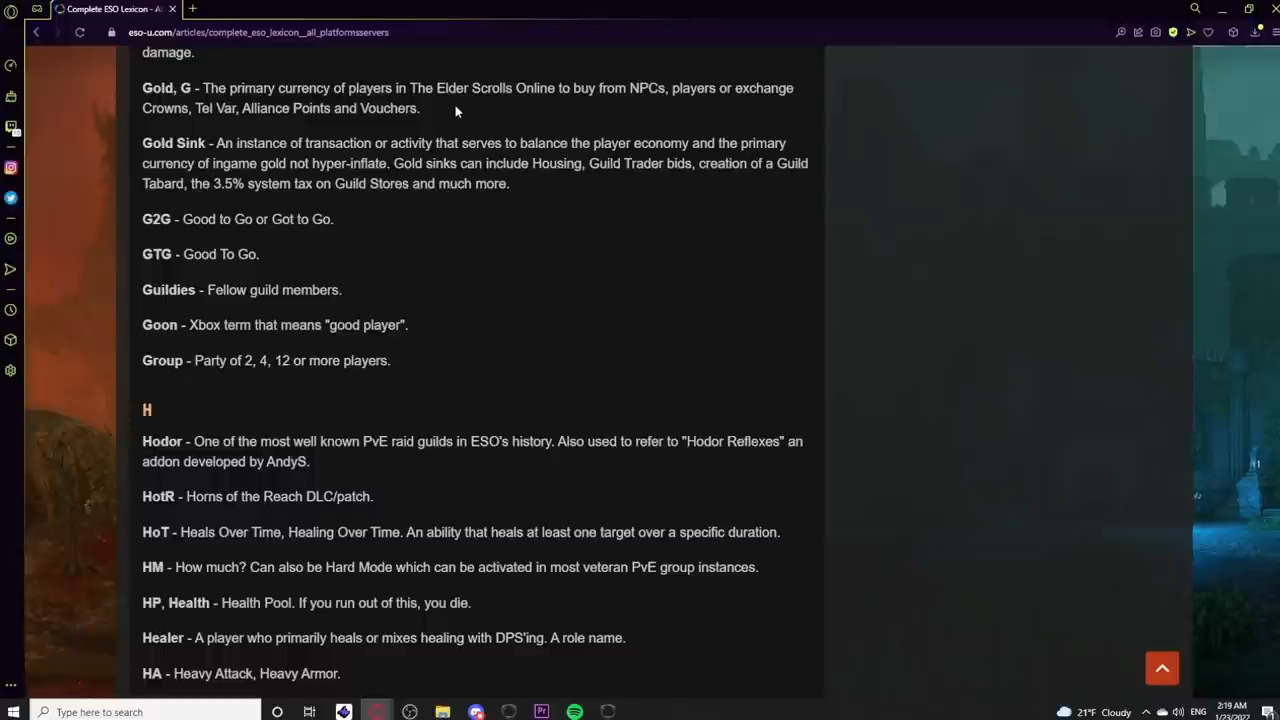 Complete ESO Lexicon - All Pl
eso-u.com/articles/complete_eso_lexicon__all_platformsservers
damage.
Gold, G - The primary currency of players in The Elder Scrolls Online to buy from NPCs, players or exchange
Crowns, Tel Var, Alliance Points and Vouchers.
Gold Sink - An instance of transaction or activity that serves to balance the player economy and the primary
currency of ingame gold not hyper-inflate. Gold sinks can include Housing, Guild Trader bids, creation of a Guild
Tabard, the 3.5% system tax on Guild Stores and much more.
G2G - Good to Go or Got to Go.
GTG - Good To Go.
Guildies - Fellow guild members.
Goon - Xbox term that means "good player".
Group - Party of 2, 4, 12 or more players.
H
Hodor - One of the most well known PvE raid guilds in ESO's history. Also used to refer to "Hodor Reflexes" an
addon developed by AndyS.
HotR - Horns of the Reach DLC/patch.
HoT - Heals Over Time, Healing Over Time. An ability that heals at least one target over a specific duration.
HM - How much? Can also be Hard Mode which can be activated in most veteran PvE group instances.
HP, Health - Health Pool. If you run out of this, you die.
Healer - A player who primarily heals or mixes healing with DPS'ing. A role name.
HA - Heavy Attack, Heavy Armor.
Type here to search
Pr
21°F Cloudy
ENG
2:19 AM
1/23/2022